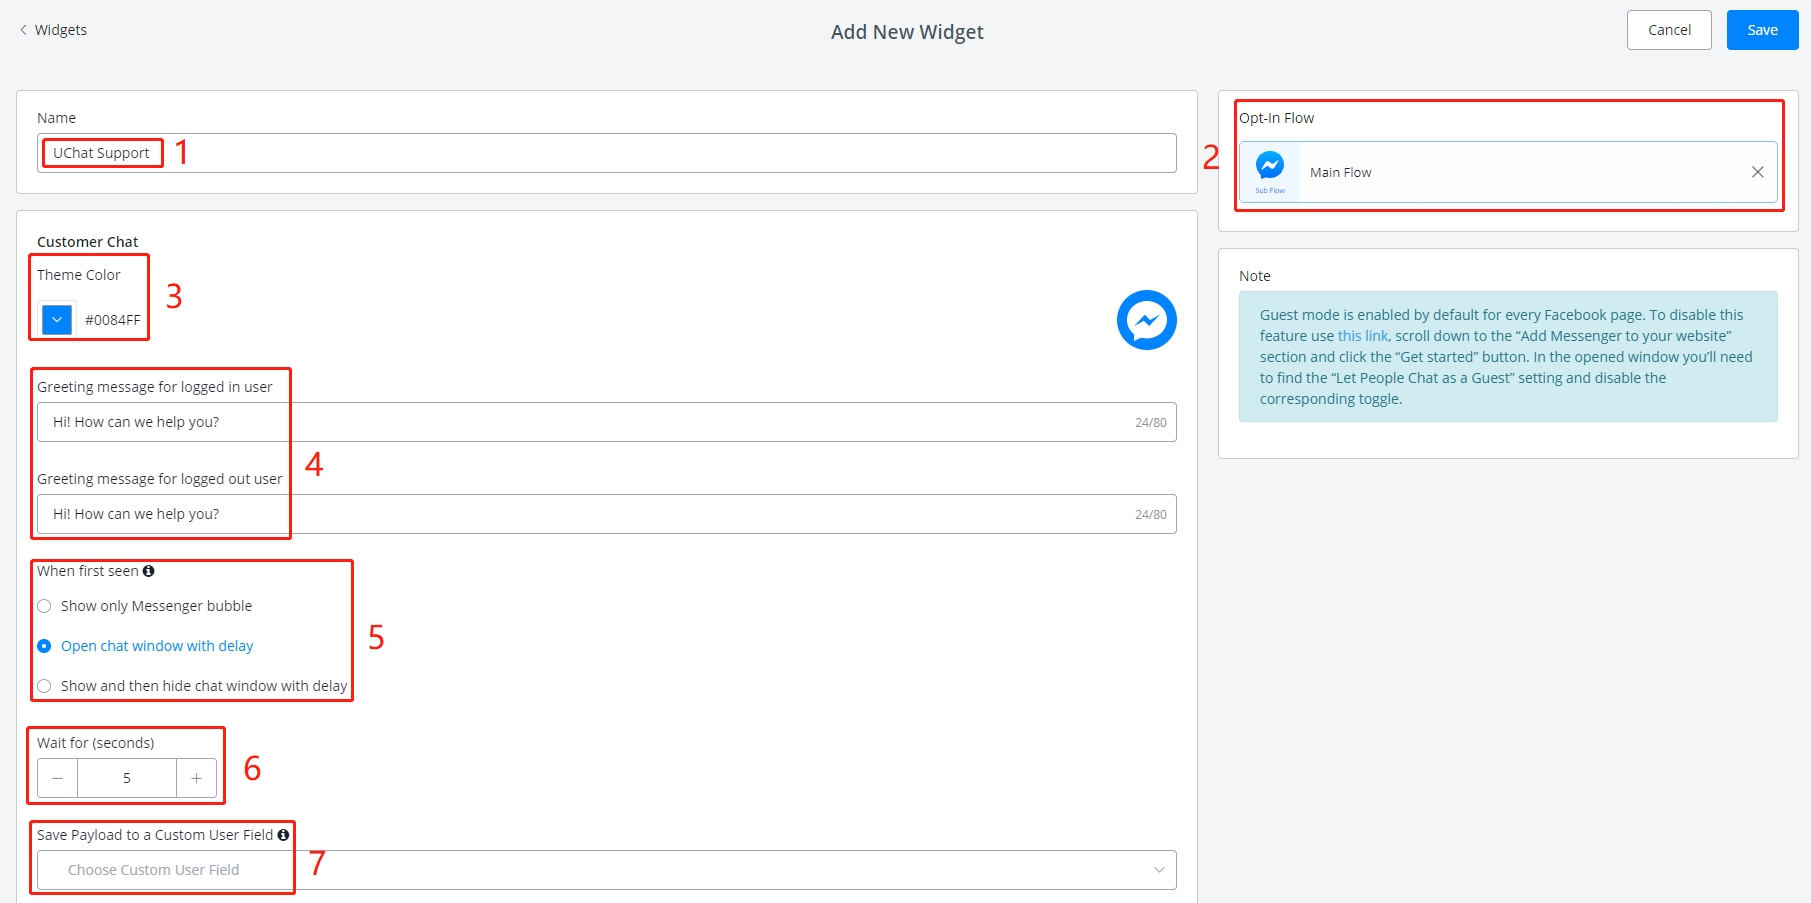 Widgets
Add New Widget
Cancel
Save
Name
UChat Support
1
2
Opt-In Flow
Sub Flow
Main Flow
Customer Chat
Theme Color
#0084FF
3
Greeting message for logged in user
Hi! How can we help you?
24/80
4
Greeting message for logged out user
Hi! How can we help you?
24/80
When first seen
Show only Messenger bubble
Open chat window with delay
Show and then hide chat window with delay
5
Wait for (seconds)
5
6
Save Payload to a Custom User Field
Choose Custom User Field
7
Note
Guest mode is enabled by default for every Facebook page. To disable this
feature use this link, scroll down to the “Add Messenger to your website”
section and click the “Get started” button. In the opened window you’ll need
to find the “Let People Chat as a Guest” setting and disable the
corresponding toggle.